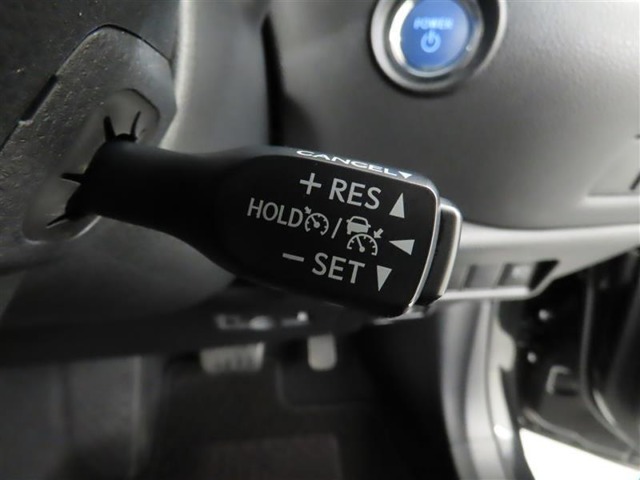 POWER
CANCEL▼
+ RES ▲
HOLD / ◀
− SET ▼